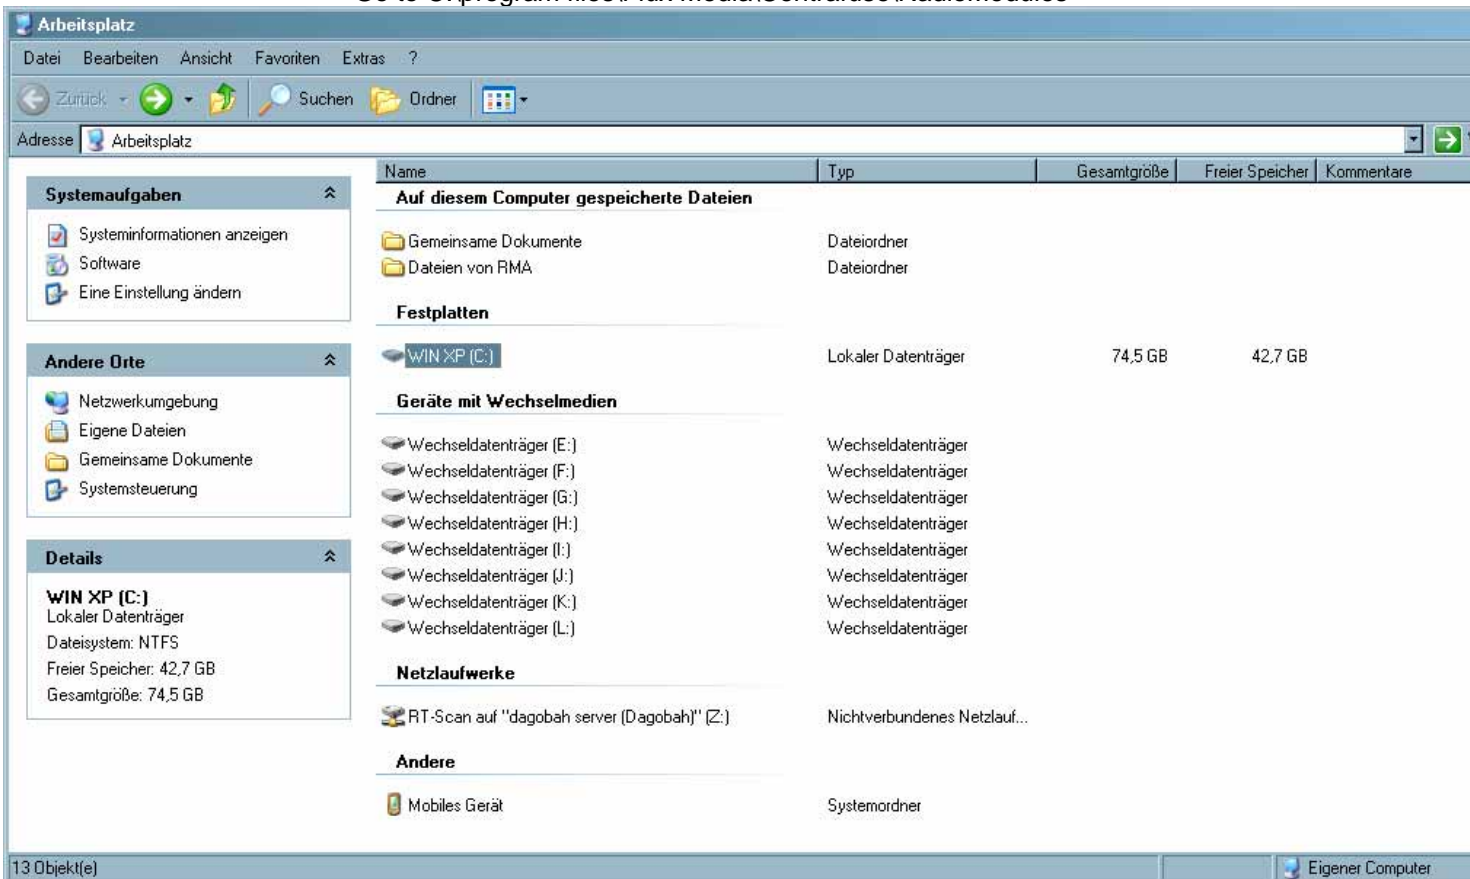 Arbeitsplatz
Datei Bearbeiten Ansicht Favoriten Extras ?
Zurück Suchen Ordner
Adresse Arbeitsplatz
Name Typ Gesamtgröße Freier Speicher Kommentare
Systemaufgaben
Systeminformationen anzeigen
Software
Eine Einstellung ändern
Andere Orte
Netzwerkumgebung
Eigene Dateien
Gemeinsame Dokumente
Systemsteuerung
Details
WIN XP (C:)
Lokaler Datenträger
Dateisystem: NTFS
Freier Speicher: 42,7 GB
Gesamtgröße: 74,5 GB
Auf diesem Computer gespeicherte Dateien
Gemeinsame Dokumente Dateiordner
Dateien von RMA Dateiordner
Festplatten
WIN XP (C:) Lokaler Datenträger 74,5 GB 42,7 GB
Geräte mit Wechselmedien
Wechseldatenträger (E:) Wechseldatenträger
Wechseldatenträger (F:) Wechseldatenträger
Wechseldatenträger (G:) Wechseldatenträger
Wechseldatenträger (H:) Wechseldatenträger
Wechseldatenträger (I:) Wechseldatenträger
Wechseldatenträger (J:) Wechseldatenträger
Wechseldatenträger (K:) Wechseldatenträger
Wechseldatenträger (L:) Wechseldatenträger
Netzlaufwerke
RT-Scan auf "dagobah server (Dagobah)" (Z:) Nichtverbundenes Netzlauf...
Andere
Mobiles Gerät Systemordner
13 Objekt(e) Eigener Computer